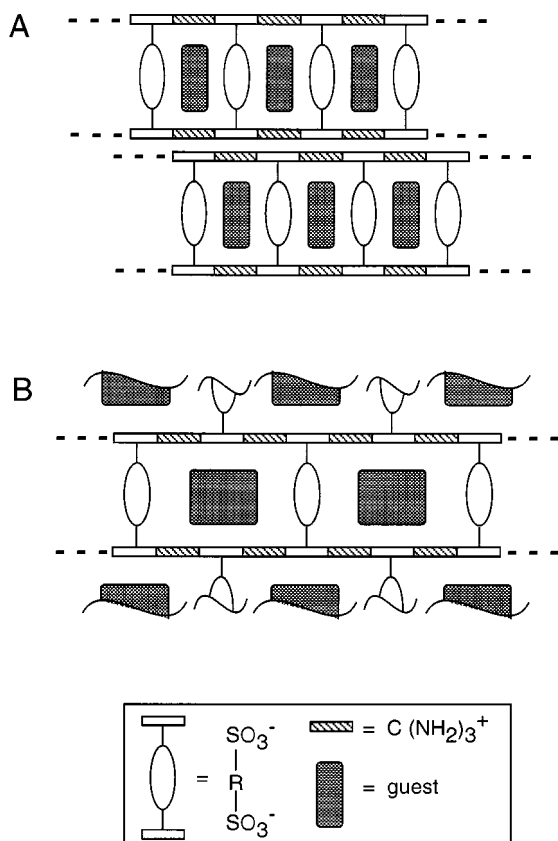 A
B
SO₃⁻
R
SO₃⁻
=
= C (NH₂)₃⁺
= guest